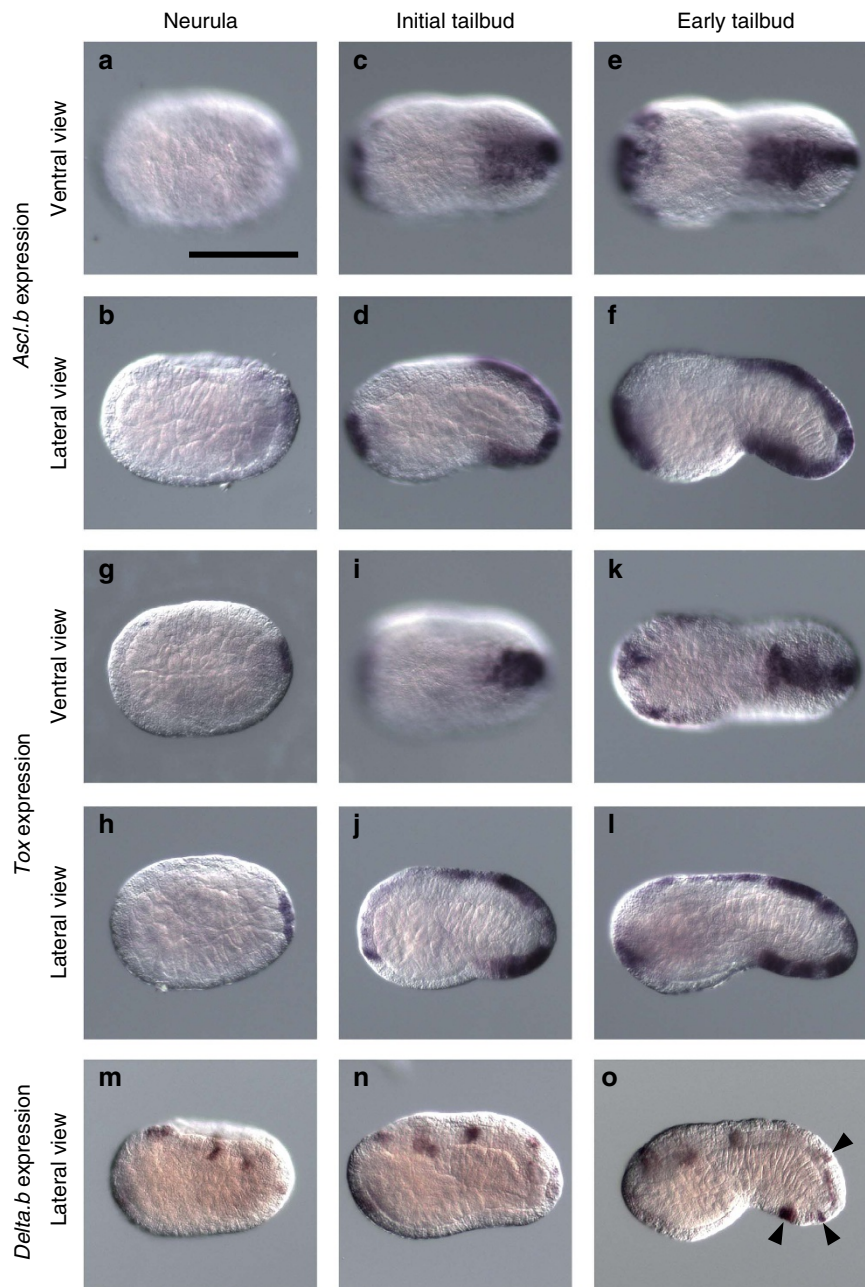 Neurula Initial tailbud Early tailbud
Ascl.b expression
Ventral view
a c e
Lateral view
b d f
Tox expression
Ventral view
g i k
Lateral view
h j l
Delta.b expression
Lateral view
m n o